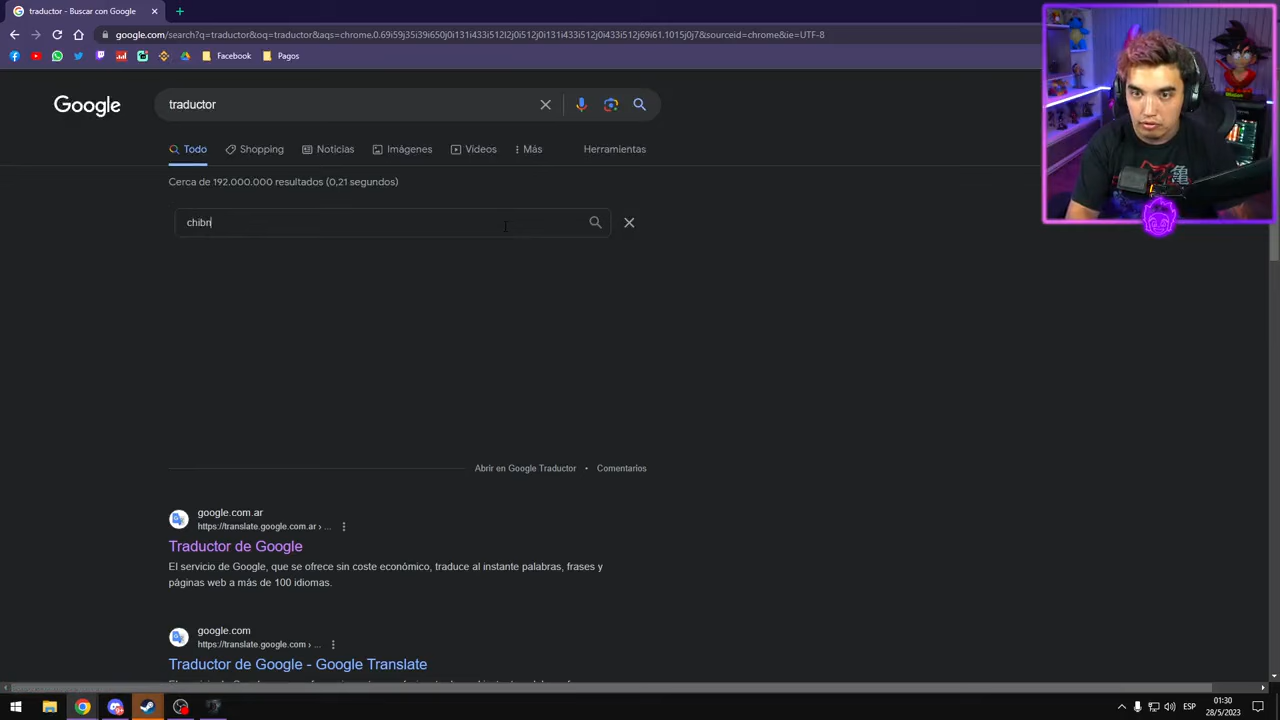 traductor - Buscar con Google
google.com/search?q=traductor&oq=traductor&aqs=chrome.0.69i59j35i39i650j0i131i433i512l2j0i512j0i131i433i512j0i433i512j69i61.1015j0j7&sourceid=chrome&ie=UTF-8
Facebook
Pagos
Google
traductor
Todo
Shopping
Noticias
Imágenes
Videos
Más
Herramientas
Cerca de 192.000.000 resultados (0,21 segundos)
chibn
Abrir en Google Traductor • Comentarios
google.com.ar
https://translate.google.com.ar › ...
Traductor de Google
El servicio de Google, que se ofrece sin coste económico, traduce al instante palabras, frases y
páginas web a más de 100 idiomas.
google.com
https://translate.google.com › ...
Traductor de Google - Google Translate
ESP
01:30
28/5/2023